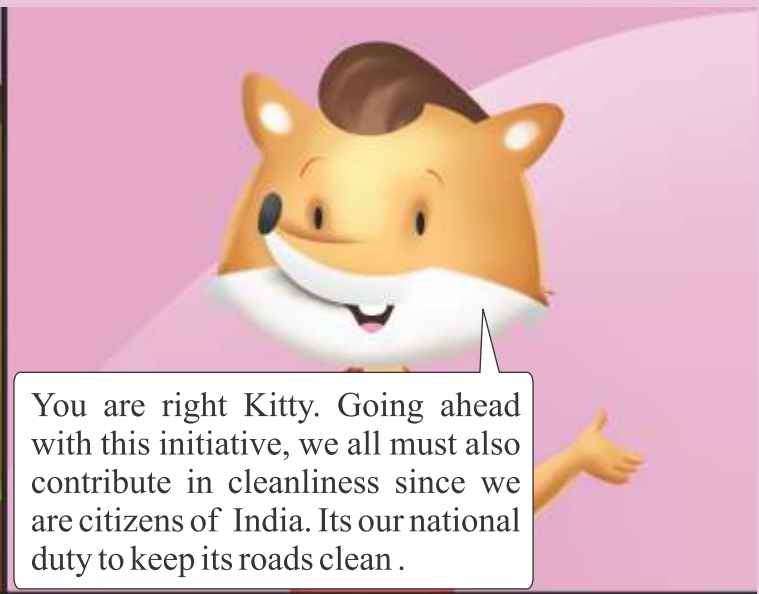 You are right Kitty. Going ahead
with this initiative, we all must also
contribute in cleanliness since we
are citizens of India. Its our national
duty to keep its roads clean .